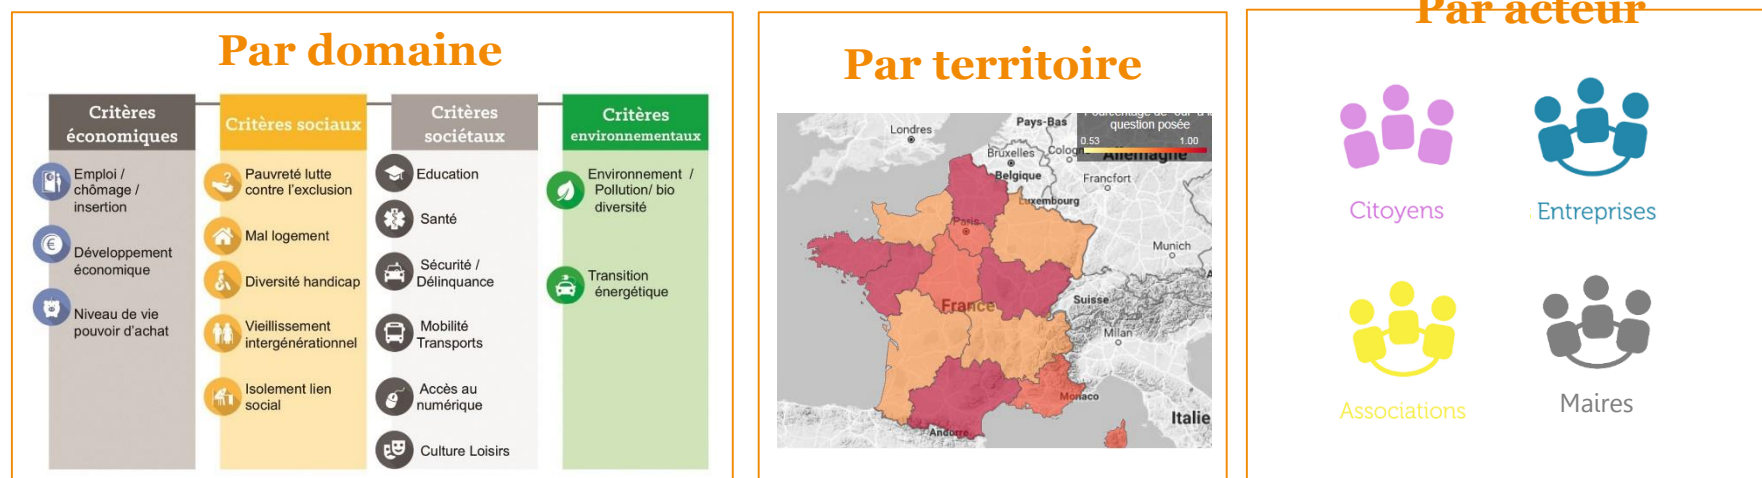 Par domaine
Critères
économiques
Emploi /
chômage /
insertion
Développement
économique
Niveau de vie
pouvoir d'achat
Critères sociaux
Pauvreté lutte
contre l'exclusion
Mal logement
Diversité handicap
Vieillissement
intergénérationnel
Isolement lien
social
Critères
sociétaux
Education
Santé
Sécurité /
Délinquance
Mobilité
Transports
Accès au
numérique
Culture Loisirs
Critères
environnementaux
Environnement /
Pollution/ bio
diversité
Transition
énergétique
Par territoire
question posée
0.53 1.00
Londres
Pays-Bas
Bruxelles
Cologn
Allemagne
Belgique
Francfort
Luxembourg
Paris
Munich
France
Suisse
Milan
Monaco
Italie
Andorre
Par acteur
Citoyens
Entreprises
Associations
Maires